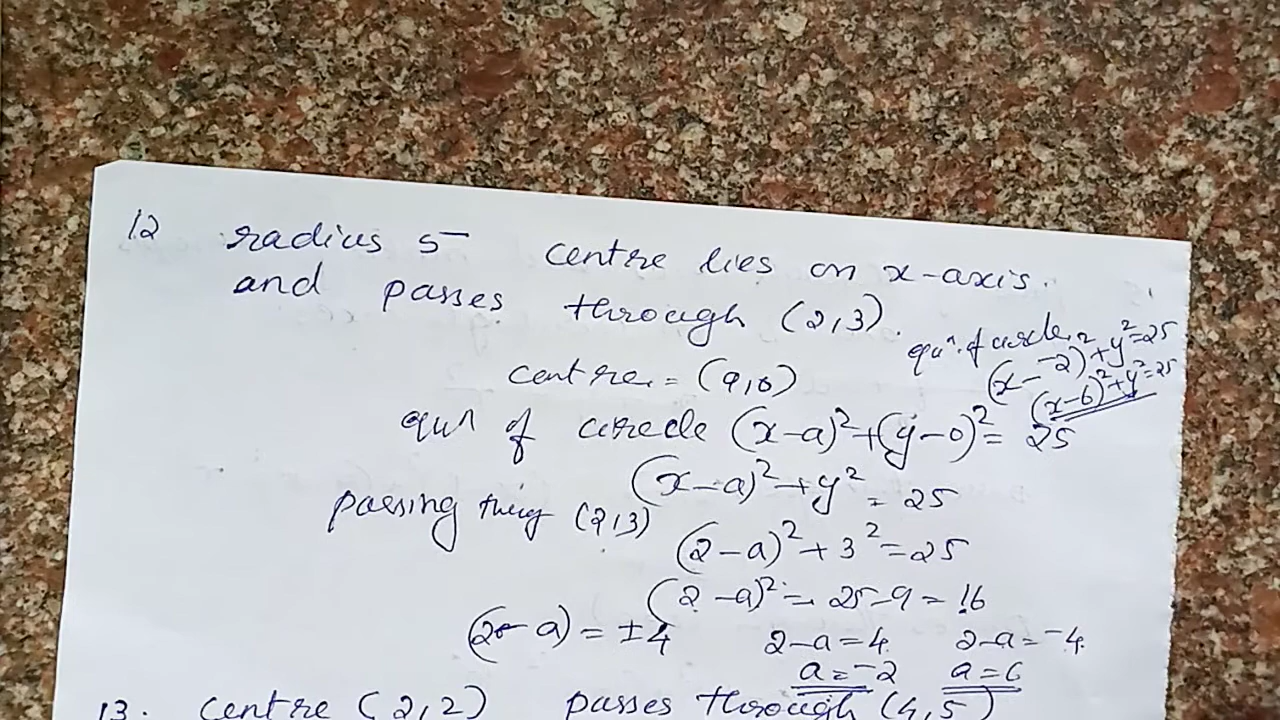 12 radius 5 centre lies on x-axis.
and passes through (2,3).
centre = (a,0)
equn. of circle
(x--2)²+y²=25
(x-6)²+y²=25
equn of circle (x-a)²+(y-0)² = 25
(x-a)²+y² = 25
passing throug (2,3)
(2-a)²+3²=25
(2-a)² = 25-9 = 16
(2-a) = ±4 2-a=4 2-a=-4
a=-2 a=6
13. centre (2,2) passes through (4,5)